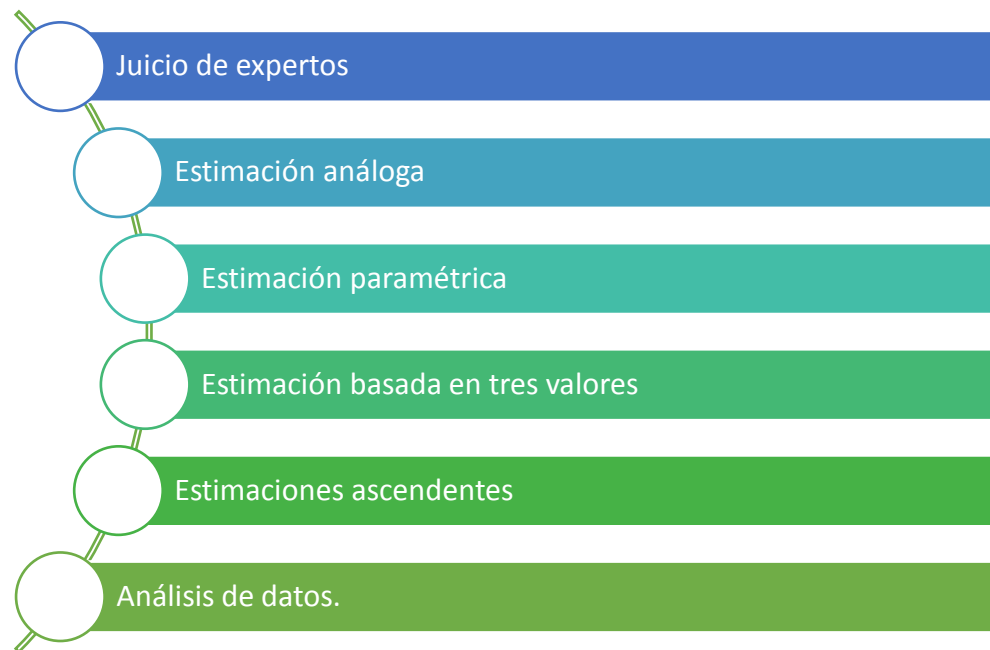 Juicio de expertos
Estimación análoga
Estimación paramétrica
Estimación basada en tres valores
Estimaciones ascendentes
Análisis de datos.